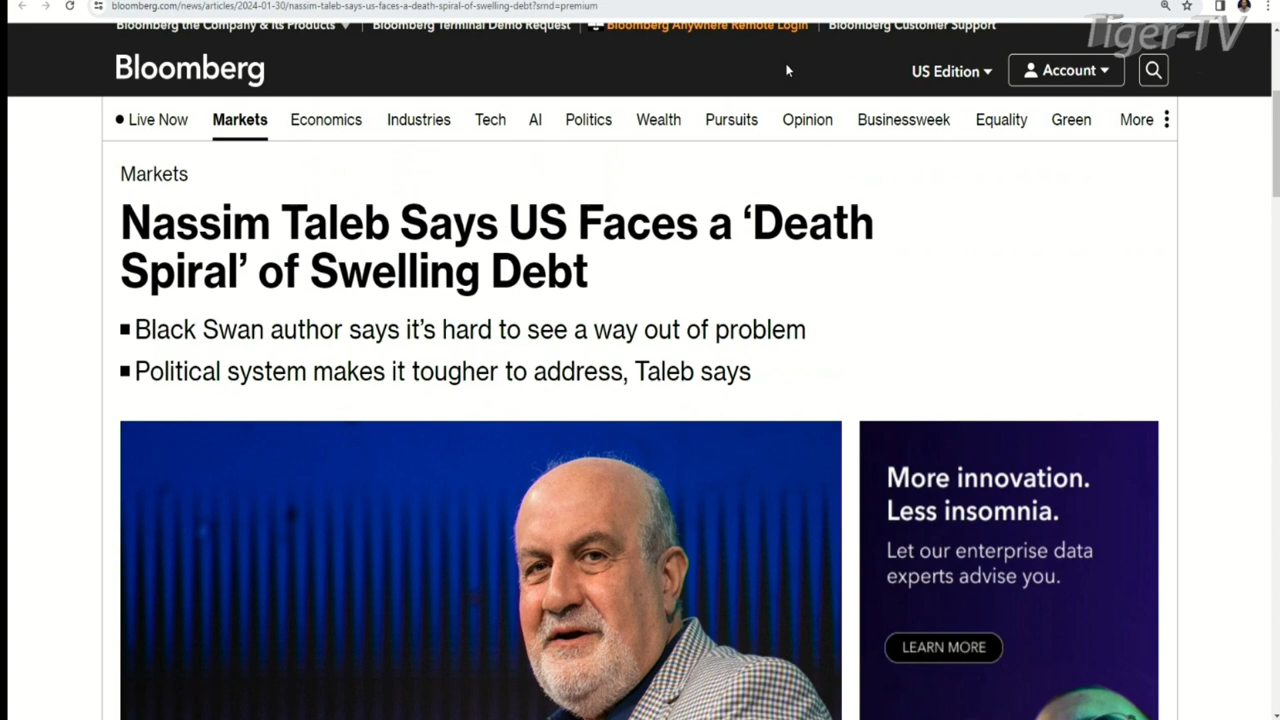 bloomberg.com/news/articles/2024-01-30/nassim-taleb-says-us-faces-a-death-spiral-of-swelling-debt?srnd=premium
Bloomberg the Company & Its Products
Bloomberg Terminal Demo Request
Bloomberg Anywhere Remote Login
Bloomberg Customer Support
Tiger-TV
Bloomberg
US Edition
Account
Live Now
Markets
Economics
Industries
Tech
AI
Politics
Wealth
Pursuits
Opinion
Businessweek
Equality
Green
More
Markets
Nassim Taleb Says US Faces a ‘Death
Spiral’ of Swelling Debt
Black Swan author says it’s hard to see a way out of problem
Political system makes it tougher to address, Taleb says
More innovation.
Less insomnia.
Let our enterprise data
experts advise you.
LEARN MORE